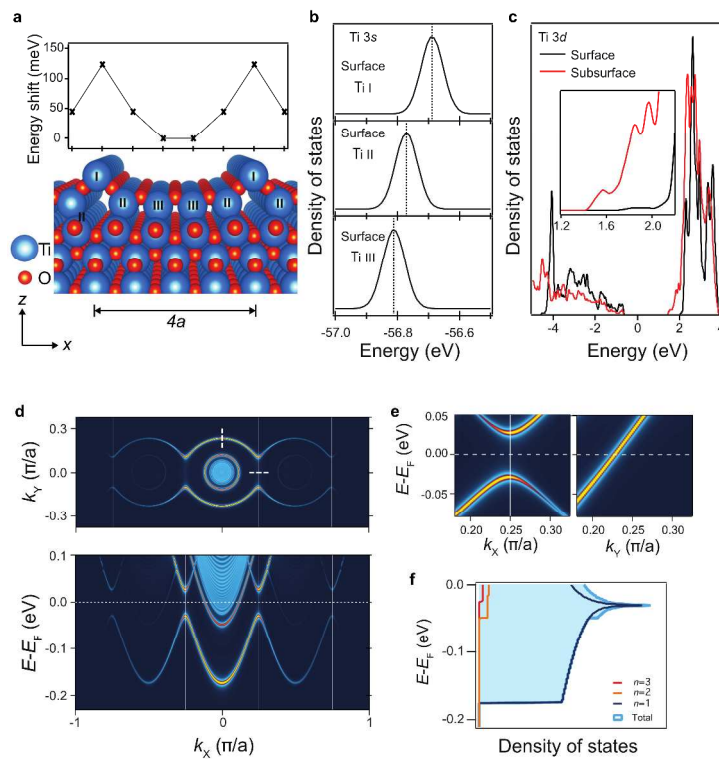 a
Energy shift (meV)
150
100
50
0
I
I
II
III
III
II
II
Ti
O
z
x
4a
b
Ti 3s
Surface
Ti I
Surface
Ti II
Surface
Ti III
Density of states
-57.0
-56.8
-56.6
Energy (eV)
c
Ti 3d
Surface
Subsurface
1.2
1.6
2.0
Density of states
-4
-2
0
2
4
Energy (eV)
d
kY (π/a)
0.3
0.0
-0.3
E-EF (eV)
0.1
0.0
-0.1
-0.2
-1
0
1
kX (π/a)
e
E-EF (eV)
0.05
0.00
-0.05
0.20
0.25
0.30
kX (π/a)
0.20
0.25
0.30
kY (π/a)
f
E-EF (eV)
0.0
-0.1
-0.2
n=3
n=2
n=1
Total
Density of states